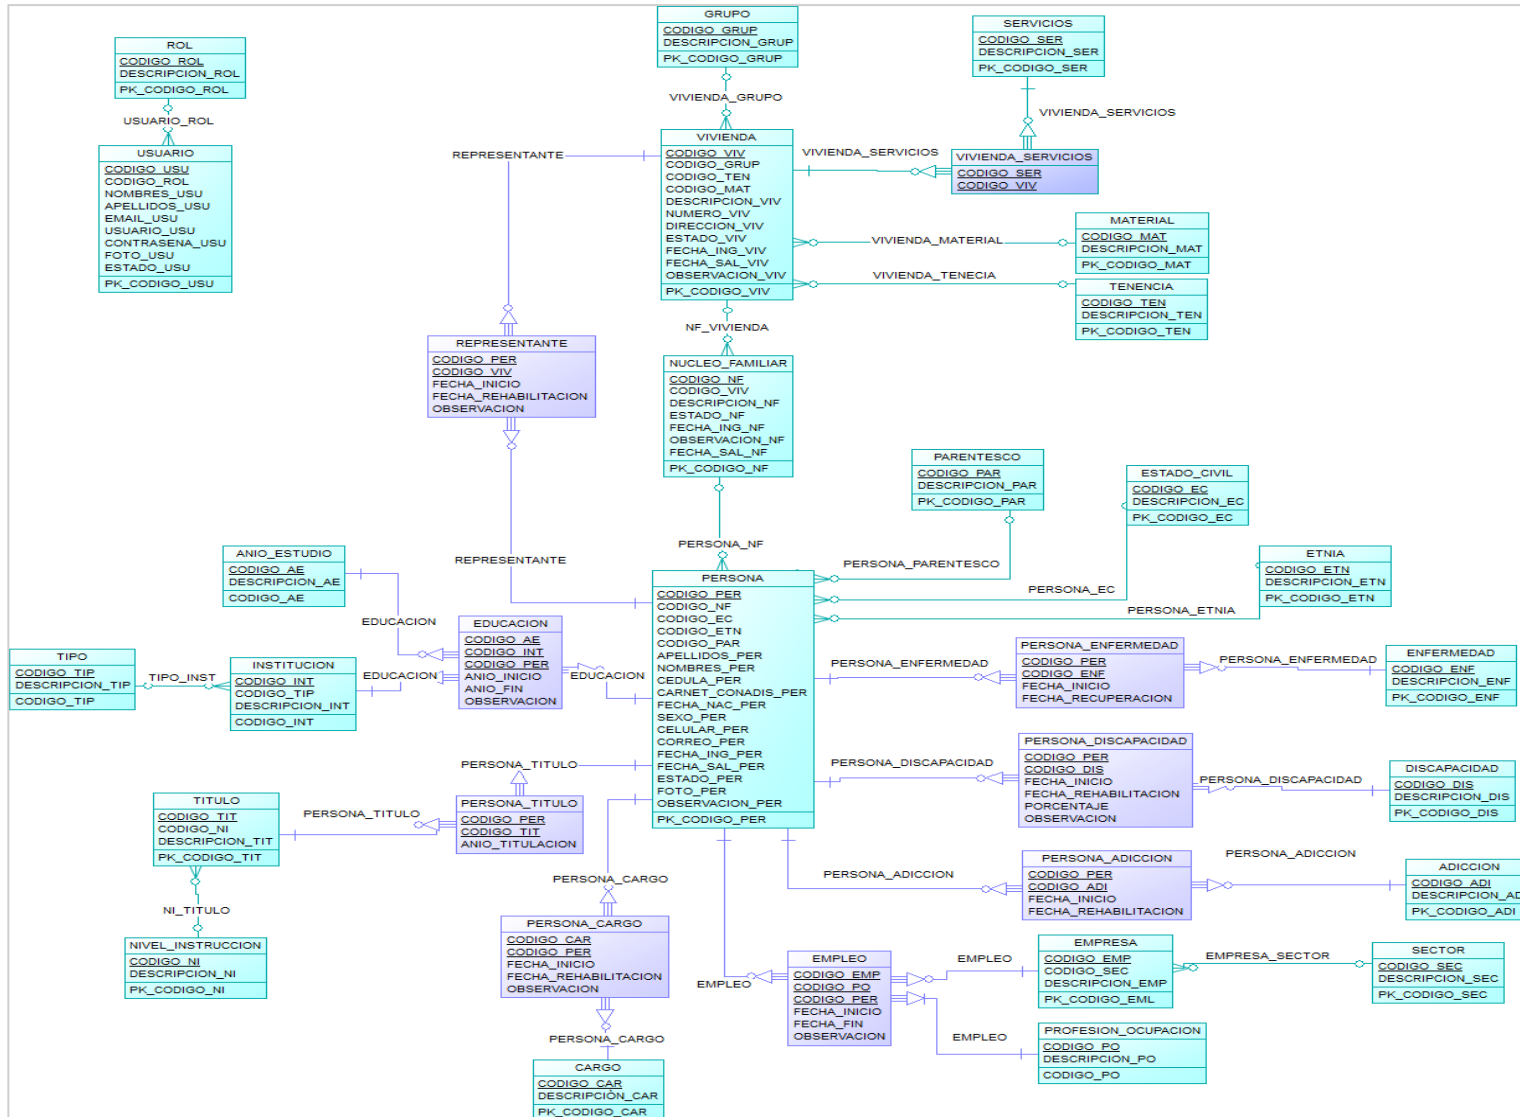 GRUPO
CODIGO_GRUP
DESCRIPCION_GRUP
PK_CODIGO_GRUP
SERVICIOS
CODIGO_SER
DESCRIPCION_SER
PK_CODIGO_SER
ROL
CODIGO_ROL
DESCRIPCION_ROL
PK_CODIGO_ROL
VIVIENDA_GRUPO
VIVIENDA_SERVICIOS
USUARIO_ROL
USUARIO
CODIGO_USU
CODIGO_ROL
NOMBRES_USU
APELLIDOS_USU
EMAIL_USU
USUARIO_USU
CONTRASENA_USU
FOTO_USU
ESTADO_USU
PK_CODIGO_USU
REPRESENTANTE
VIVIENDA
CODIGO_VIV
CODIGO_GRUP
CODIGO_TEN
CODIGO_MAT
DESCRIPCION_VIV
NUMERO_VIV
DIRECCION_VIV
ESTADO_VIV
FECHA_ING_VIV
FECHA_SAL_VIV
OBSERVACION_VIV
PK_CODIGO_VIV
VIVIENDA_SERVICIOS
VIVIENDA_SERVICIOS
CODIGO_SER
CODIGO_VIV
VIVIENDA_MATERIAL
MATERIAL
CODIGO_MAT
DESCRIPCION_MAT
PK_CODIGO_MAT
VIVIENDA_TENECIA
TENENCIA
CODIGO_TEN
DESCRIPCION_TEN
PK_CODIGO_TEN
NF_VIVIENDA
REPRESENTANTE
CODIGO_PER
CODIGO_VIV
FECHA_INICIO
FECHA_REHABILITACION
OBSERVACION
NUCLEO_FAMILIAR
CODIGO_NF
CODIGO_VIV
DESCRIPCION_NF
ESTADO_NF
FECHA_ING_NF
OBSERVACION_NF
FECHA_SAL_NF
PK_CODIGO_NF
PARENTESCO
CODIGO_PAR
DESCRIPCION_PAR
PK_CODIGO_PAR
ESTADO_CIVIL
CODIGO_EC
DESCRIPCION_EC
PK_CODIGO_EC
ETNIA
CODIGO_ETN
DESCRIPCION_ETN
PK_CODIGO_ETN
PERSONA_NF
REPRESENTANTE
PERSONA_PARENTESCO
PERSONA_EC
PERSONA_ETNIA
ANIO_ESTUDIO
CODIGO_AE
DESCRIPCION_AE
CODIGO_AE
EDUCACION
EDUCACION
CODIGO_AE
CODIGO_INT
CODIGO_PER
ANIO_INICIO
ANIO_FIN
OBSERVACION
EDUCACION
EDUCACION
TIPO
CODIGO_TIP
DESCRIPCION_TIP
CODIGO_TIP
TIPO_INST
INSTITUCION
CODIGO_INT
CODIGO_TIP
DESCRIPCION_INT
CODIGO_INT
PERSONA
CODIGO_PER
CODIGO_NF
CODIGO_EC
CODIGO_ETN
CODIGO_PAR
APELLIDOS_PER
NOMBRES_PER
CEDULA_PER
CARNET_CONADIS_PER
FECHA_NAC_PER
SEXO_PER
CELULAR_PER
CORREO_PER
FECHA_ING_PER
FECHA_SAL_PER
ESTADO_PER
FOTO_PER
OBSERVACION_PER
PK_CODIGO_PER
PERSONA_ENFERMEDAD
PERSONA_ENFERMEDAD
CODIGO_PER
CODIGO_ENF
FECHA_INICIO
FECHA_RECUPERACION
PERSONA_ENFERMEDAD
ENFERMEDAD
CODIGO_ENF
DESCRIPCION_ENF
PK_CODIGO_ENF
PERSONA_DISCAPACIDAD
PERSONA_DISCAPACIDAD
CODIGO_PER
CODIGO_DIS
FECHA_INICIO
FECHA_REHABILITACION
PORCENTAJE
OBSERVACION
PERSONA_DISCAPACIDAD
DISCAPACIDAD
CODIGO_DIS
DESCRIPCION_DIS
PK_CODIGO_DIS
PERSONA_TITULO
PERSONA_TITULO
CODIGO_PER
CODIGO_TIT
ANIO_TITULACION
PERSONA_TITULO
TITULO
CODIGO_TIT
CODIGO_NI
DESCRIPCION_TIT
PK_CODIGO_TIT
NI_TITULO
NIVEL_INSTRUCCION
CODIGO_NI
DESCRIPCION_NI
PK_CODIGO_NI
PERSONA_ADICCION
PERSONA_ADICCION
CODIGO_PER
CODIGO_ADI
FECHA_INICIO
FECHA_REHABILITACION
PERSONA_ADICCION
ADICCION
CODIGO_ADI
DESCRIPCION_AD
PK_CODIGO_ADI
PERSONA_CARGO
PERSONA_CARGO
CODIGO_CAR
CODIGO_PER
FECHA_INICIO
FECHA_REHABILITACION
OBSERVACION
PERSONA_CARGO
CARGO
CODIGO_CAR
DESCRIPCIÒN_CAR
PK_CODIGO_CAR
EMPLEO
EMPLEO
CODIGO_EMP
CODIGO_PO
CODIGO_PER
FECHA_INICIO
FECHA_FIN
OBSERVACION
EMPLEO
EMPRESA
CODIGO_EMP
CODIGO_SEC
DESCRIPCION_EMP
PK_CODIGO_EML
EMPRESA_SECTOR
SECTOR
CODIGO_SEC
DESCRIPCION_SEC
PK_CODIGO_SEC
EMPLEO
PROFESION_OCUPACION
CODIGO_PO
DESCRIPCION_PO
CODIGO_PO